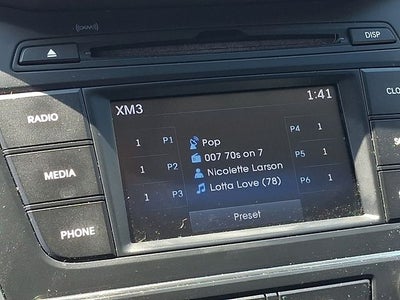 DISP
RADIO
MEDIA
PHONE
CLO
XM3
1:41
1 P1
Pop
P4 1
007 70s on 7
P2
1
Nicolette Larson
P5 1
Lotta Love (78)
1 P3
P6 1
Preset